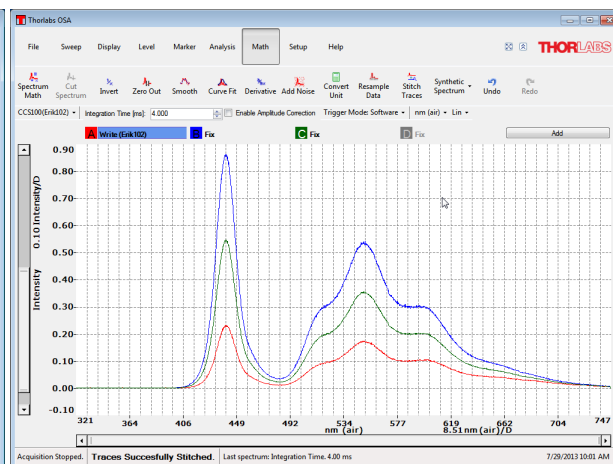 Thorlabs OSA
File Sweep Display Level Marker Analysis Math Setup Help
THORLABS
Spectrum Math Cut Spectrum Invert Zero Out Smooth Curve Fit Derivative Add Noise Convert Unit Resample Data Stitch Traces Synthetic Spectrum Undo Redo
CCS100(Erik102) Integration Time [ms]: 4.000 Enable Amplitude Correction Trigger Mode: Software nm (air) Lin
A Write (Erik102) B Fix C Fix D Fix Add
0.90
0.80
0.70
0.60
0.50
0.40
0.30
0.20
0.10
0.00
-0.10
0.10 Intensity/D
Intensity
321 364 406 449 492 534 577 619 662 704 747
nm (air) 8.51 nm (air)/D
Acquisition Stopped. Traces Succesfully Stitched. Last spectrum: Integration Time. 4.00 ms 7/29/2013 10:01 AM